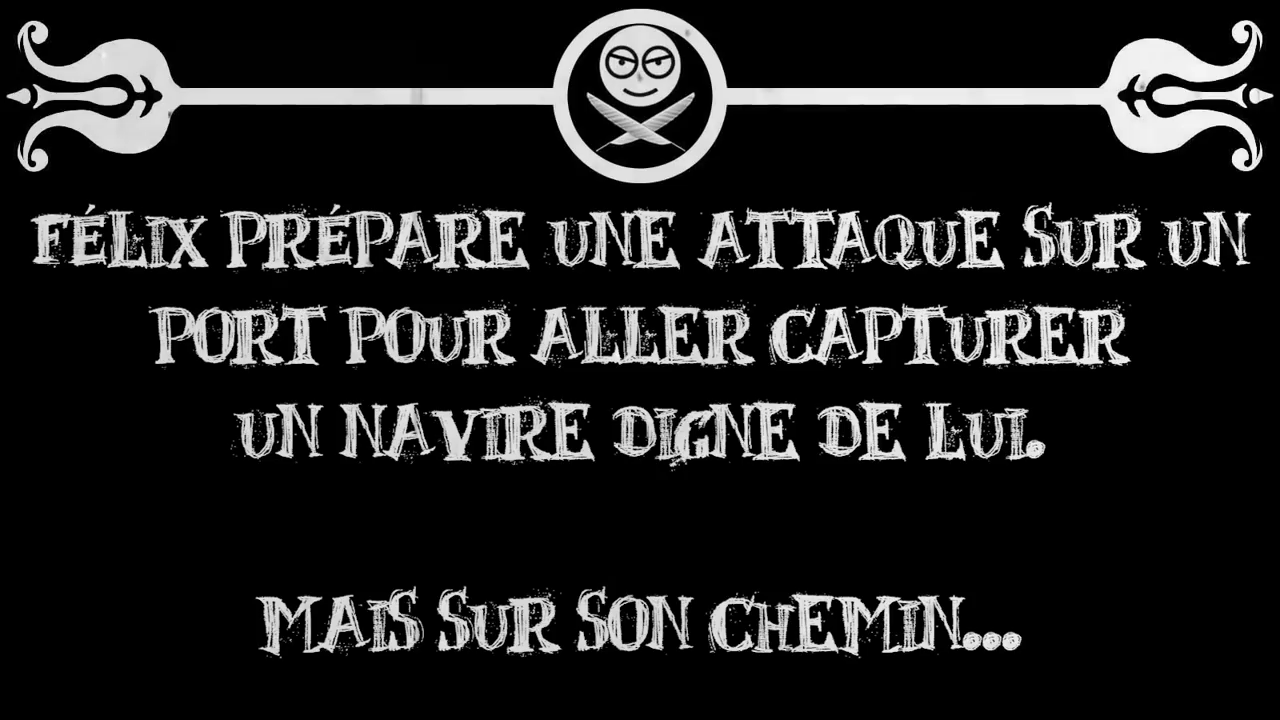 FÉLIX PRÉPARE UNE ATTAQUE SUR UN
PORT POUR ALLER CAPTURER
UN NAVIRE DIGNE DE LUI.
MAIS SUR SON CHEMIN...